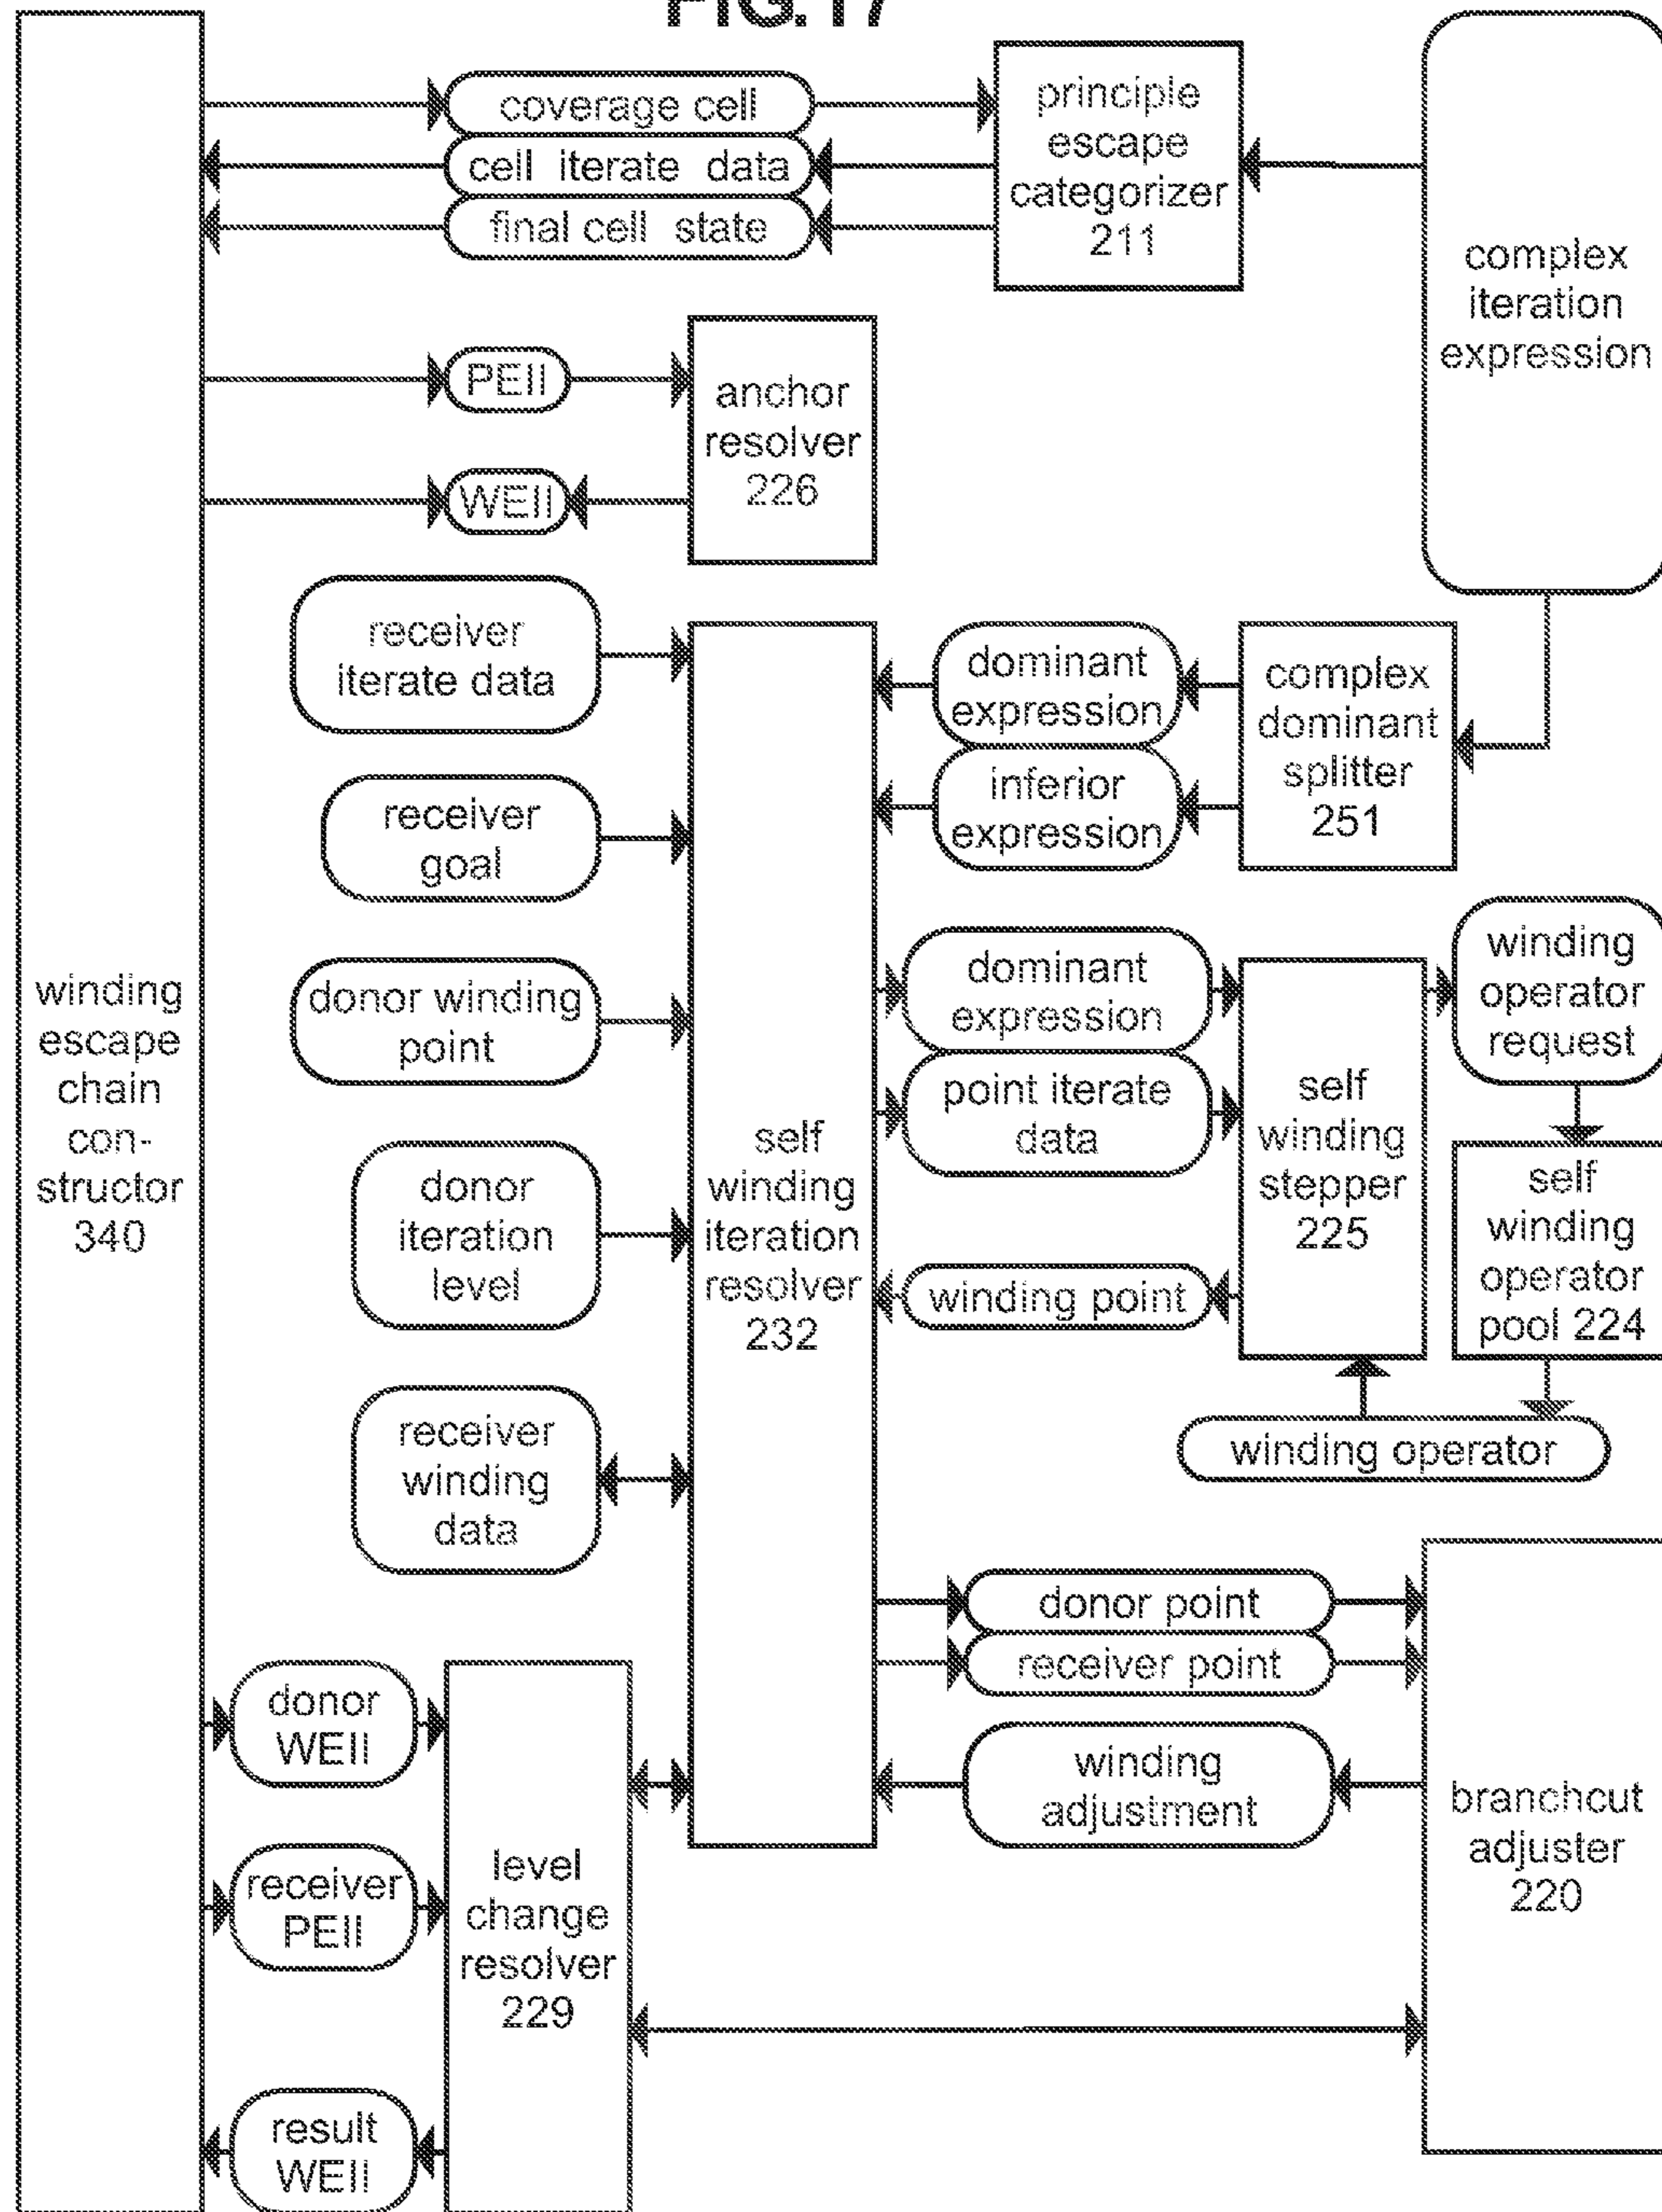 FIG.17
coverage cell
cell iterate data
final cell state
principle
escape
categorizer
211
complex
iteration
expression
PEII
WEII
anchor
resolver
226
receiver
iterate data
receiver
goal
donor winding
point
donor
iteration
level
receiver
winding
data
winding
escape
chain
con-
structor
340
self
winding
iteration
resolver
232
dominant
expression
inferior
expression
complex
dominant
splitter
251
dominant
expression
point iterate
data
winding point
self
winding
stepper
225
winding
operator
request
self
winding
operator
pool 224
winding operator
donor point
receiver point
winding
adjustment
branchcut
adjuster
220
donor
WEII
receiver
PEII
result
WEII
level
change
resolver
229